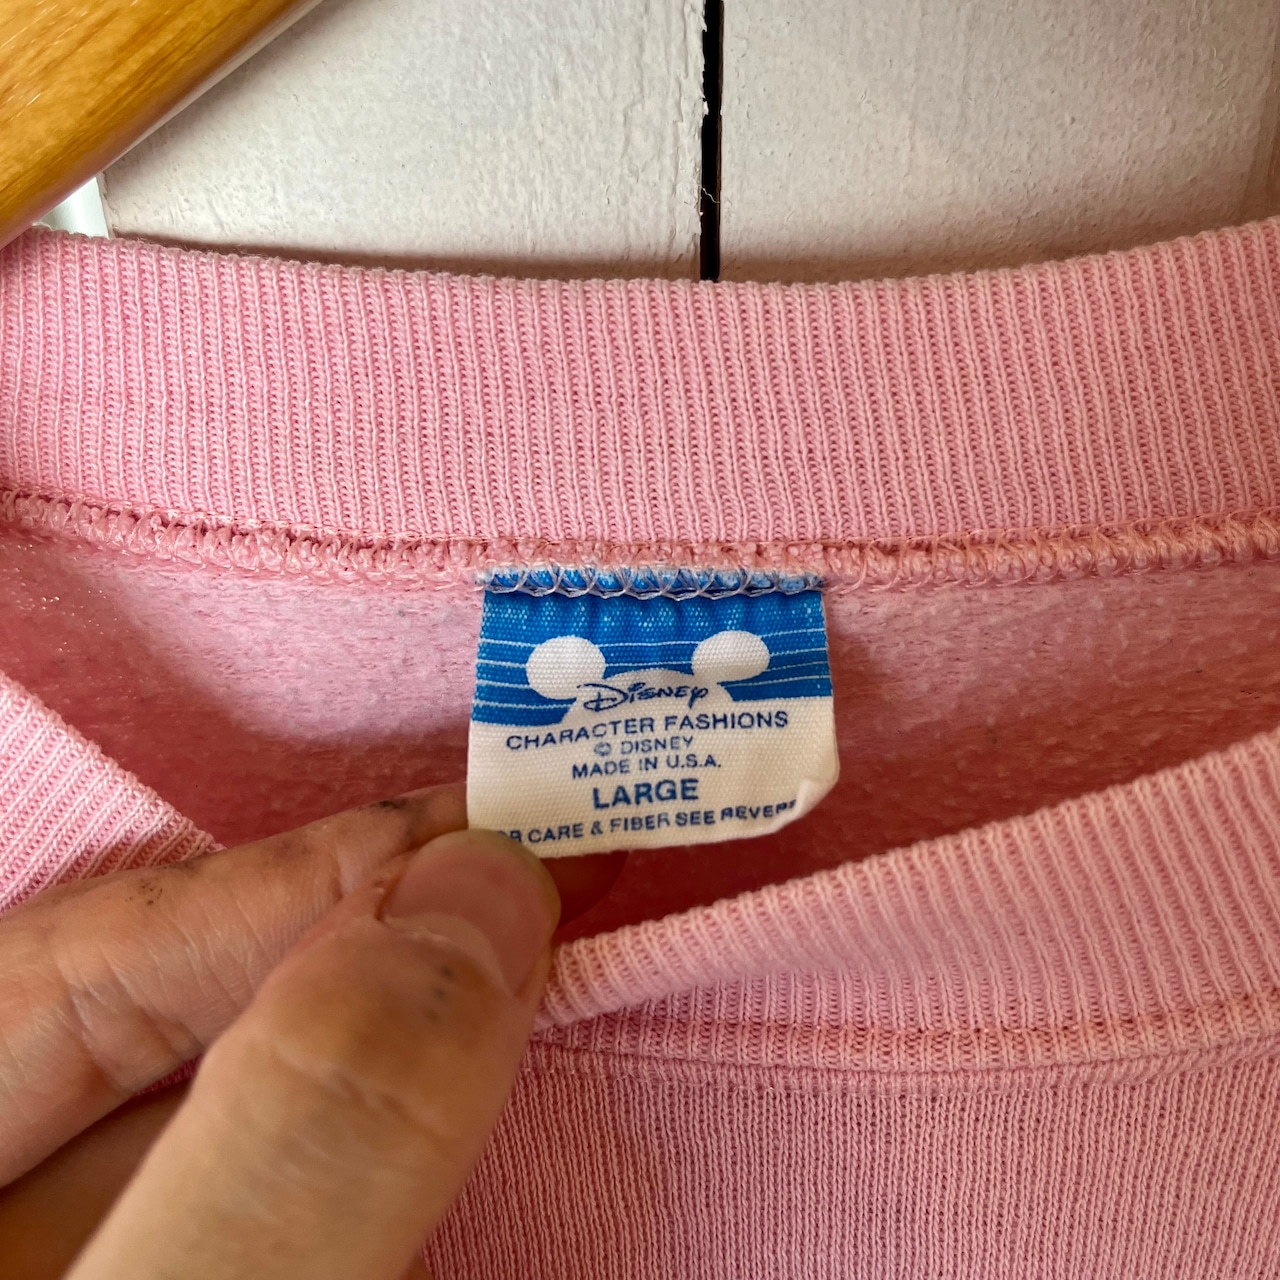 Disney
CHARACTER FASHIONS
© DISNEY
MADE IN U.S.A.
LARGE
CARE & FIBER SEE